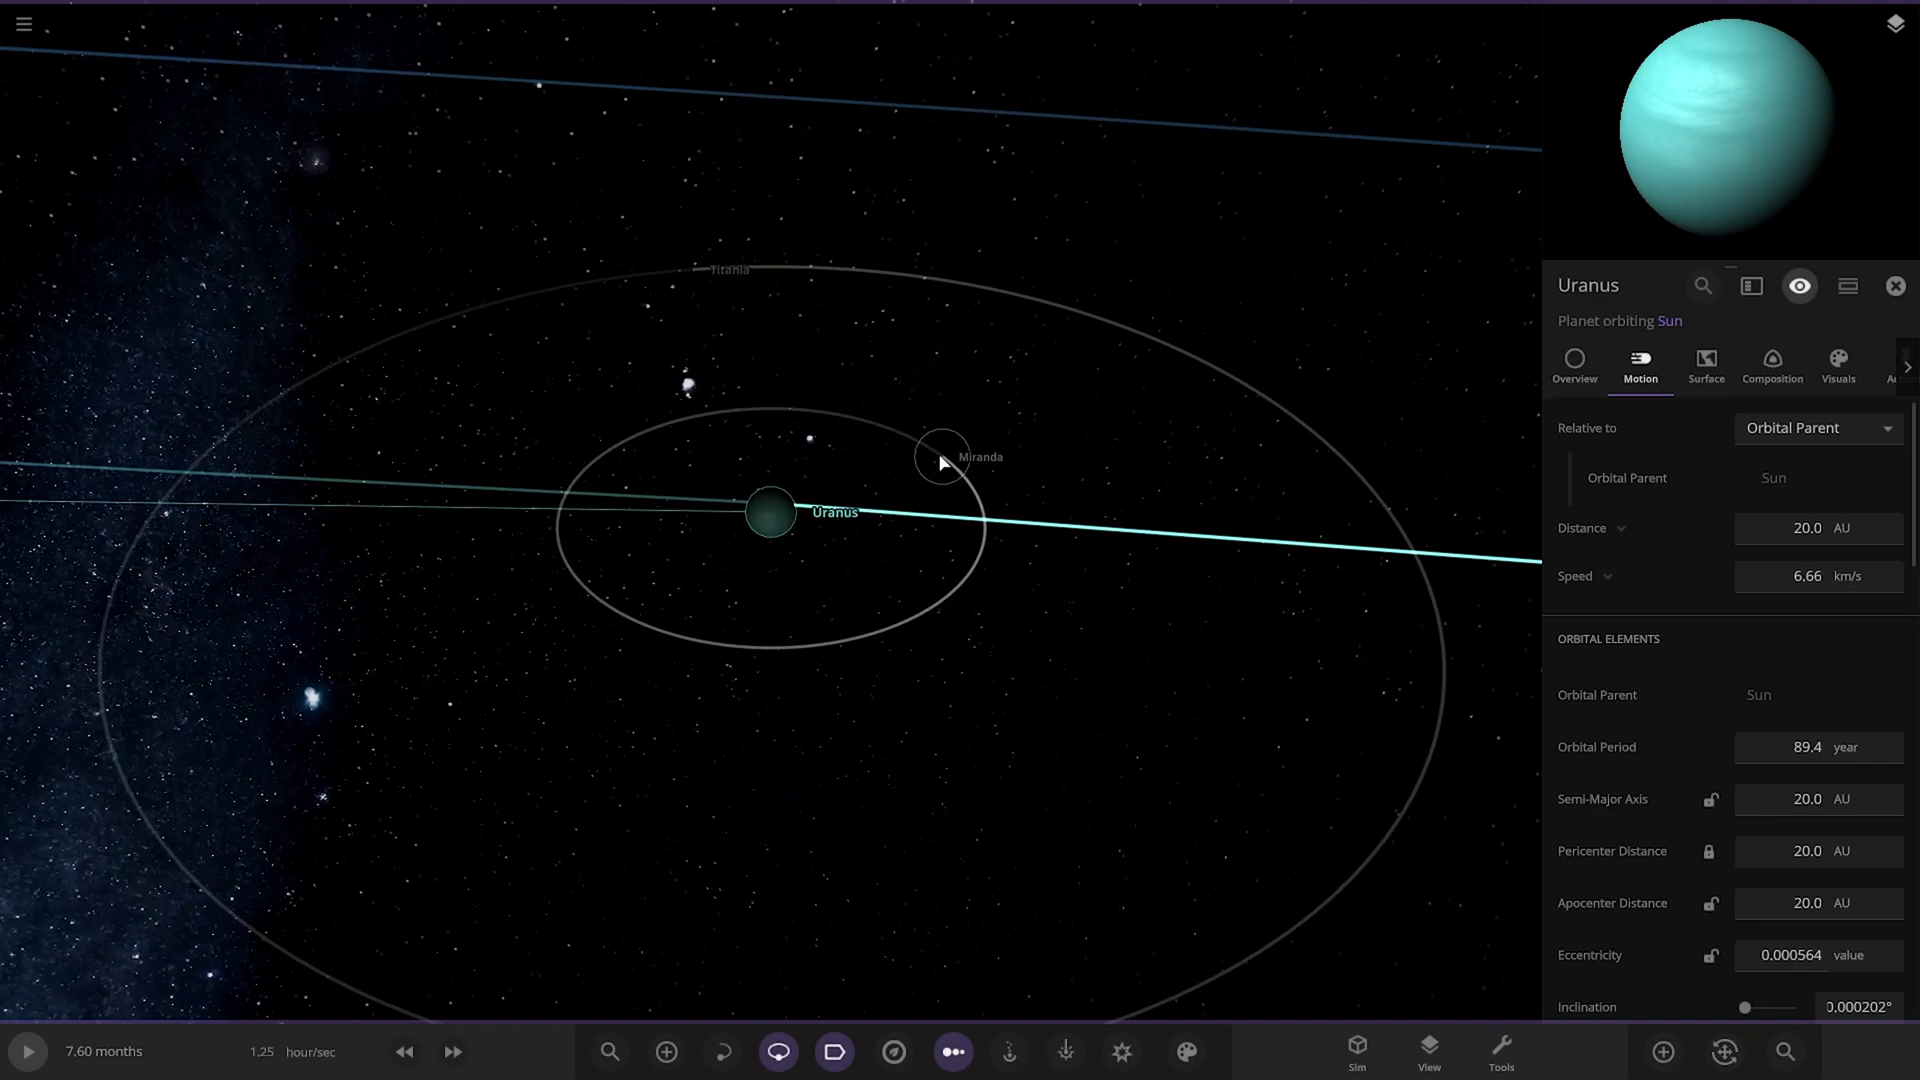 Titania
Miranda
Uranus
Uranus
Planet orbiting Sun
Overview
Motion
Surface
Composition
Visuals
Relative to
Orbital Parent
Orbital Parent
Sun
Distance
20.0 AU
Speed
6.66 km/s
ORBITAL ELEMENTS
Orbital Parent
Sun
Orbital Period
89.4 year
Semi-Major Axis
20.0 AU
Pericenter Distance
20.0 AU
Apocenter Distance
20.0 AU
Eccentricity
0.000564 value
Inclination
0.000202°
7.60 months
1.25 hour/sec
Sim
View
Tools